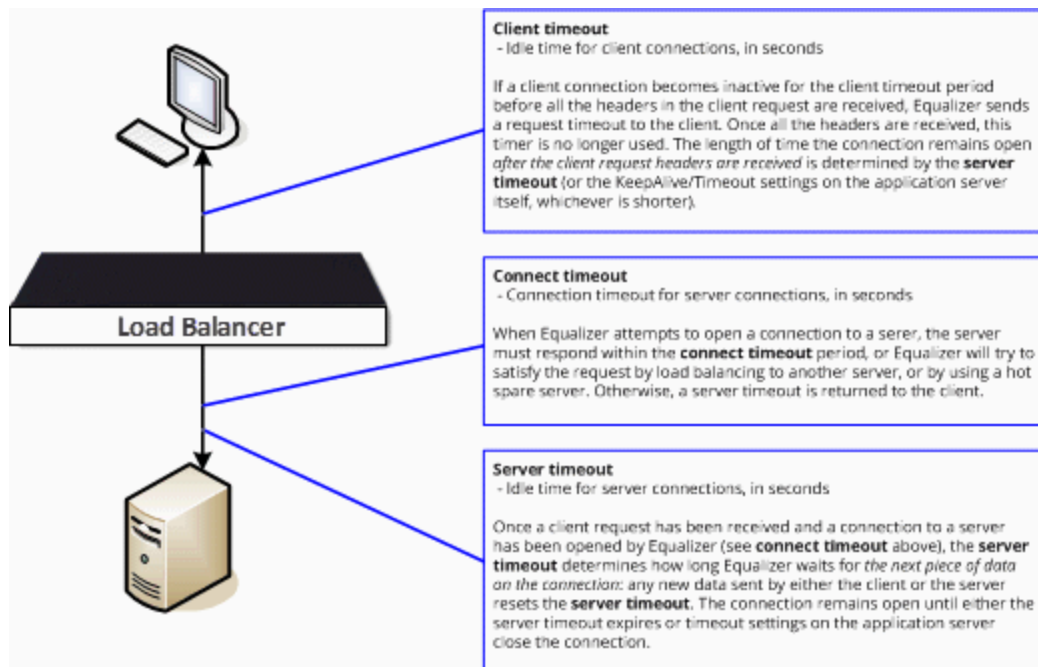 Client timeout
- Idle time for client connections, in seconds
If a client connection becomes inactive for the client timeout period
before all the headers in the client request are received, Equalizer sends
a request timeout to the client. Once all the headers are received, this
timer is no longer used. The length of time the connection remains open
after the client request headers are received is determined by the server
timeout (or the KeepAlive/Timeout settings on the application server
itself, whichever is shorter).
Load Balancer
Connect timeout
- Connection timeout for server connections, in seconds
When Equalizer attempts to open a connection to a serer, the server
must respond within the connect timeout period, or Equalizer will try to
satisfy the request by load balancing to another server, or by using a hot
spare server. Otherwise, a server timeout is returned to the client.
Server timeout
- Idle time for server connections, in seconds
Once a client request has been received and a connection to a server
has been opened by Equalizer (see connect timeout above), the server
timeout determines how long Equalizer waits for the next piece of data
on the connection: any new data sent by either the client or the server
resets the server timeout. The connection remains open until either the
server timeout expires or timeout settings on the application server
close the connection.